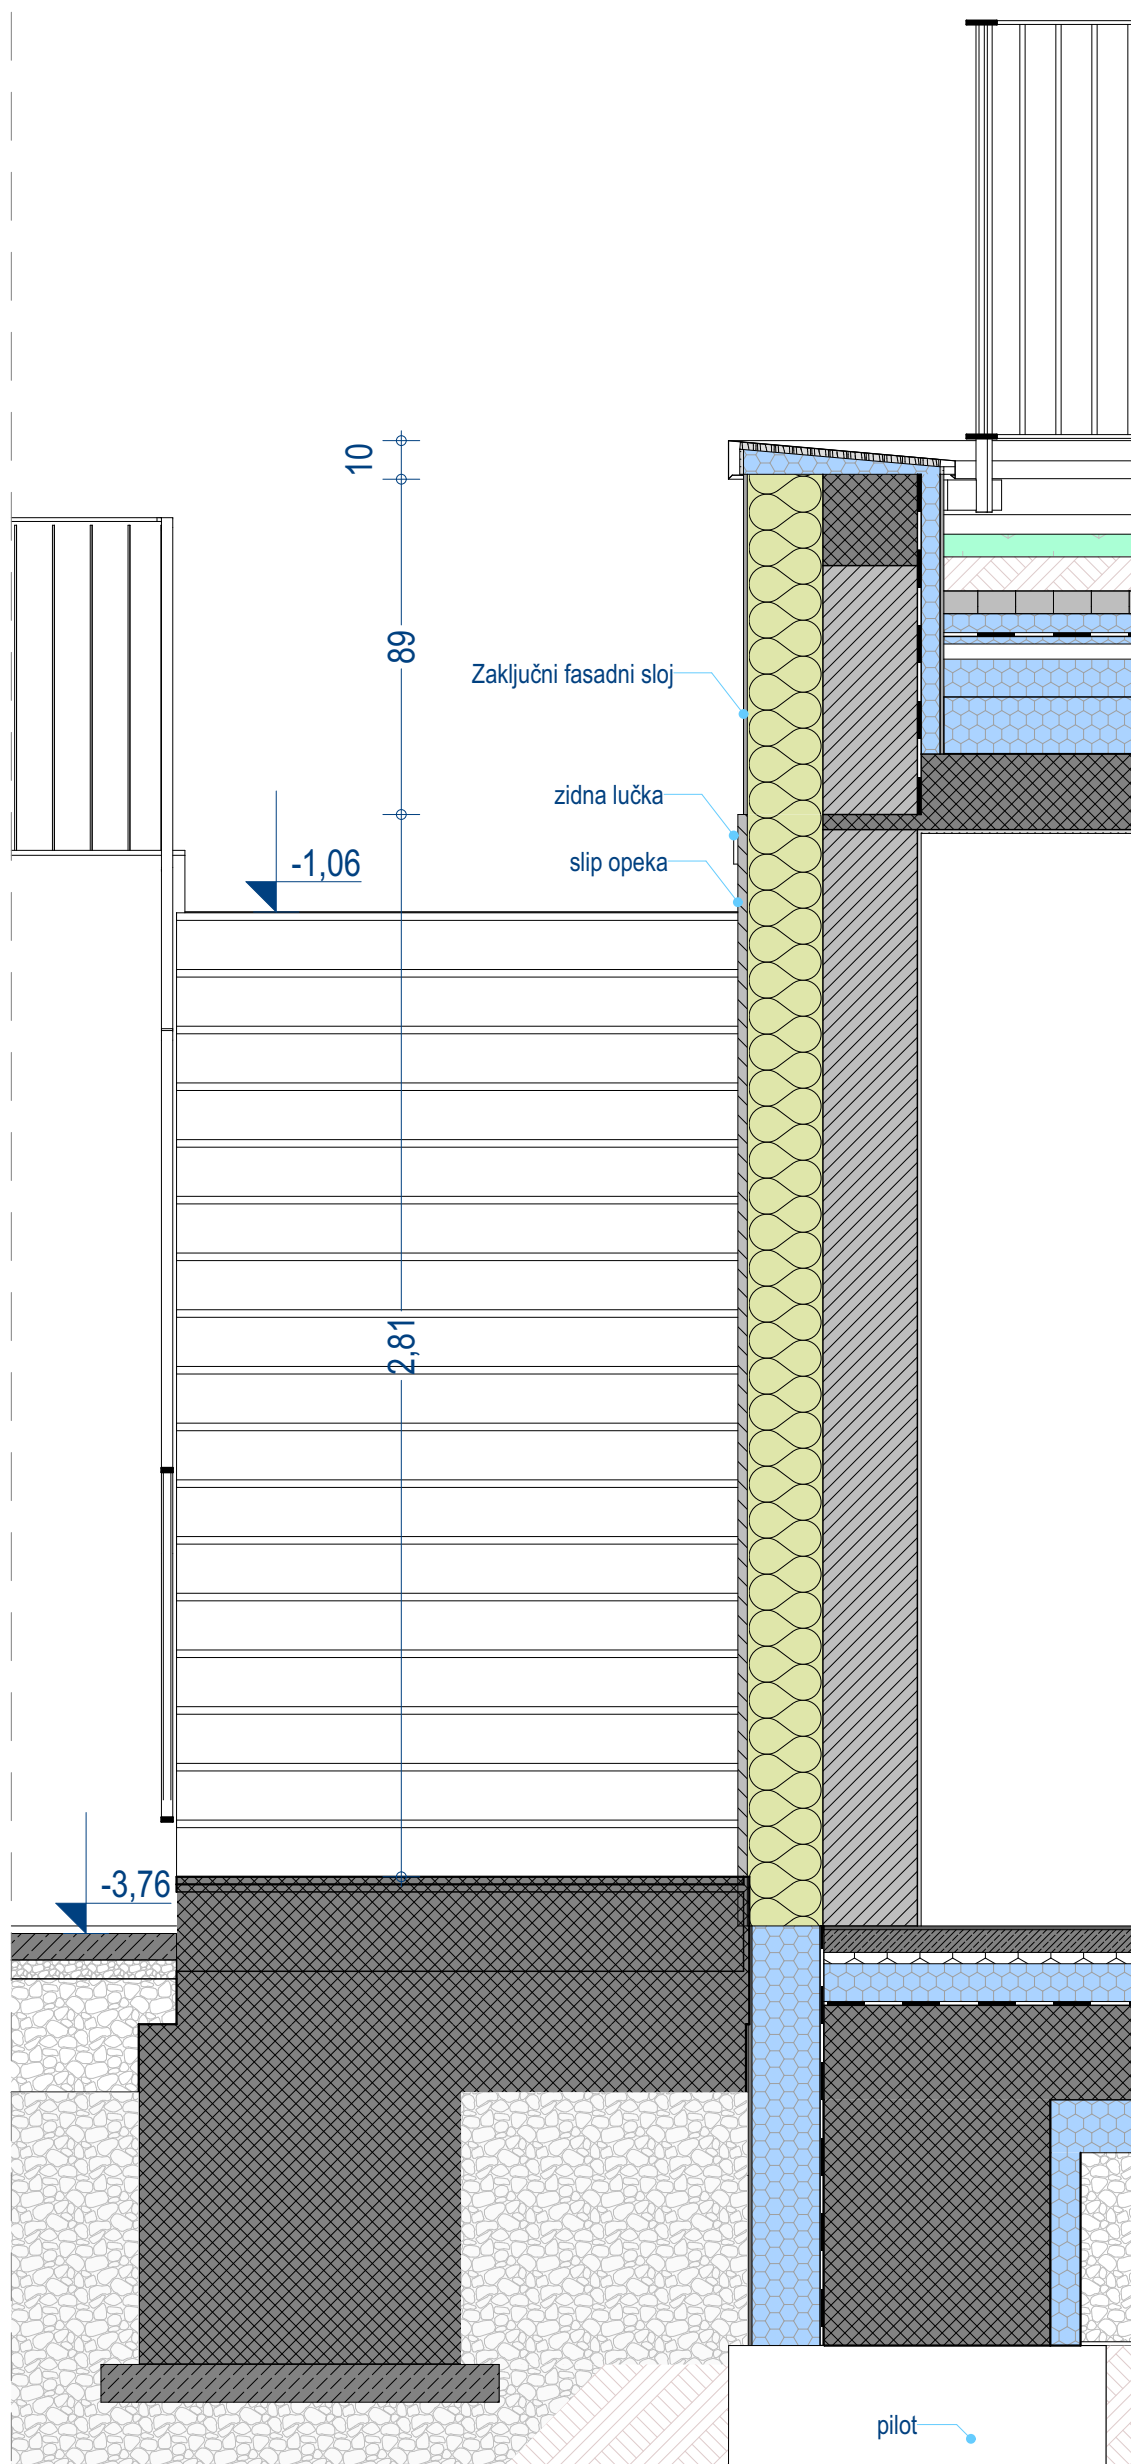 10
89
Zaključni fasadni sloj
zidna lučka
-1,06
slip opeka
2,81
-3,76
pilot